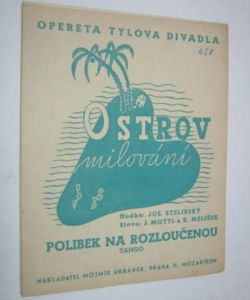 OPERETA TYLOVA DIVADLA
628
OSTROV
milování
Hudba: JOS. STELIBSKÝ
Slova: J. MOTTL a B. MELÍŠEK
POLIBEK NA ROZLOUČENOU
TANGO
NAKLADATEL MOJMÍR URBÁNEK, PRAHA II, MOZARTEUM